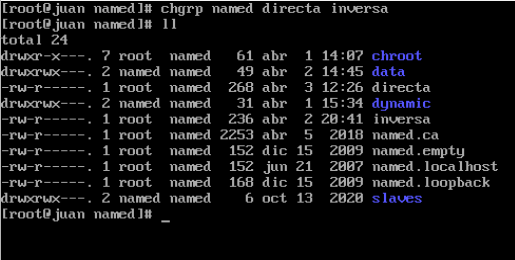 [root@juan named]# chgrp named directa inversa
[root@juan named]# ll
total 24
drwxr-x---. 7 root  named   61 abr  1 14:07 chroot
drwxrwx---. 2 named named   49 abr  2 14:45 data
-rw-r-----. 1 root  named  268 abr  3 12:26 directa
drwxrwx---. 2 named named   31 abr  1 15:34 dynamic
-rw-r-----. 1 root  named  236 abr  2 20:41 inversa
-rw-r-----. 1 root  named 2253 abr  5  2018 named.ca
-rw-r-----. 1 root  named  152 dic 15  2009 named.empty
-rw-r-----. 1 root  named  152 jun 21  2007 named.localhost
-rw-r-----. 1 root  named  168 dic 15  2009 named.loopback
drwxrwx---. 2 named named    6 oct 13  2020 slaves
[root@juan named]# _